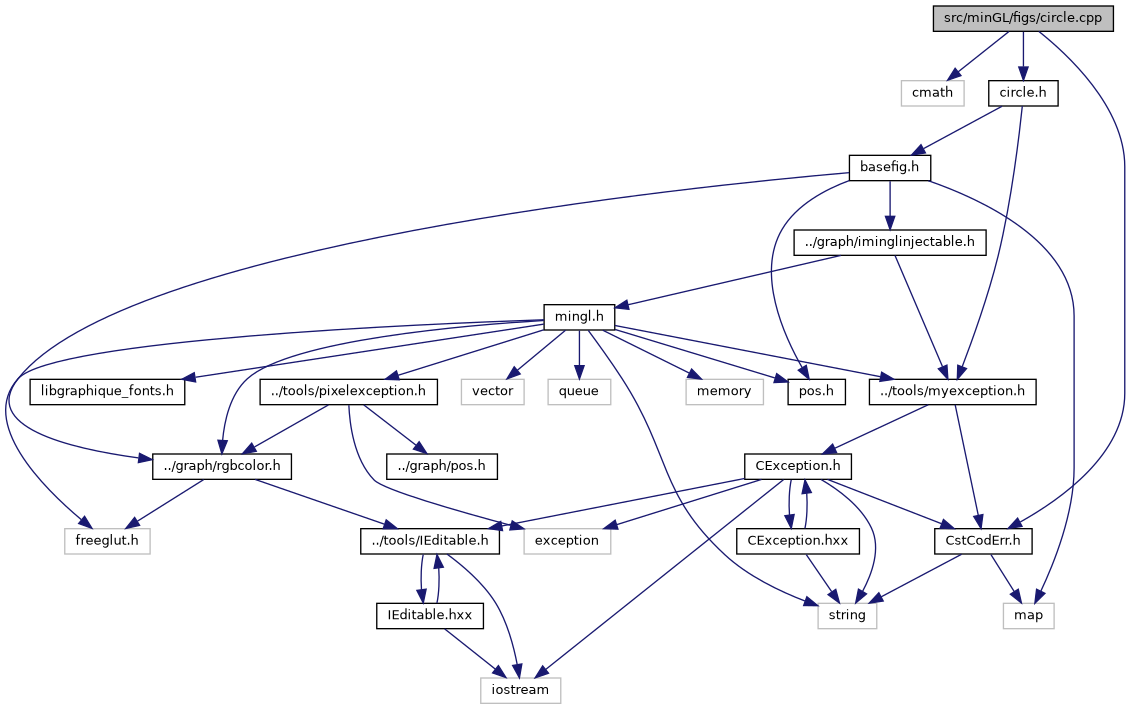 src/minGL/figs/circle.cpp
cmath
circle.h
basefig.h
../graph/iminglinjectable.h
mingl.h
libgraphique_fonts.h
../tools/pixelexception.h
vector
queue
memory
pos.h
../tools/myexception.h
../graph/rgbcolor.h
../graph/pos.h
CException.h
freeglut.h
../tools/IEditable.h
exception
CException.hxx
CstCodErr.h
IEditable.hxx
string
map
iostream